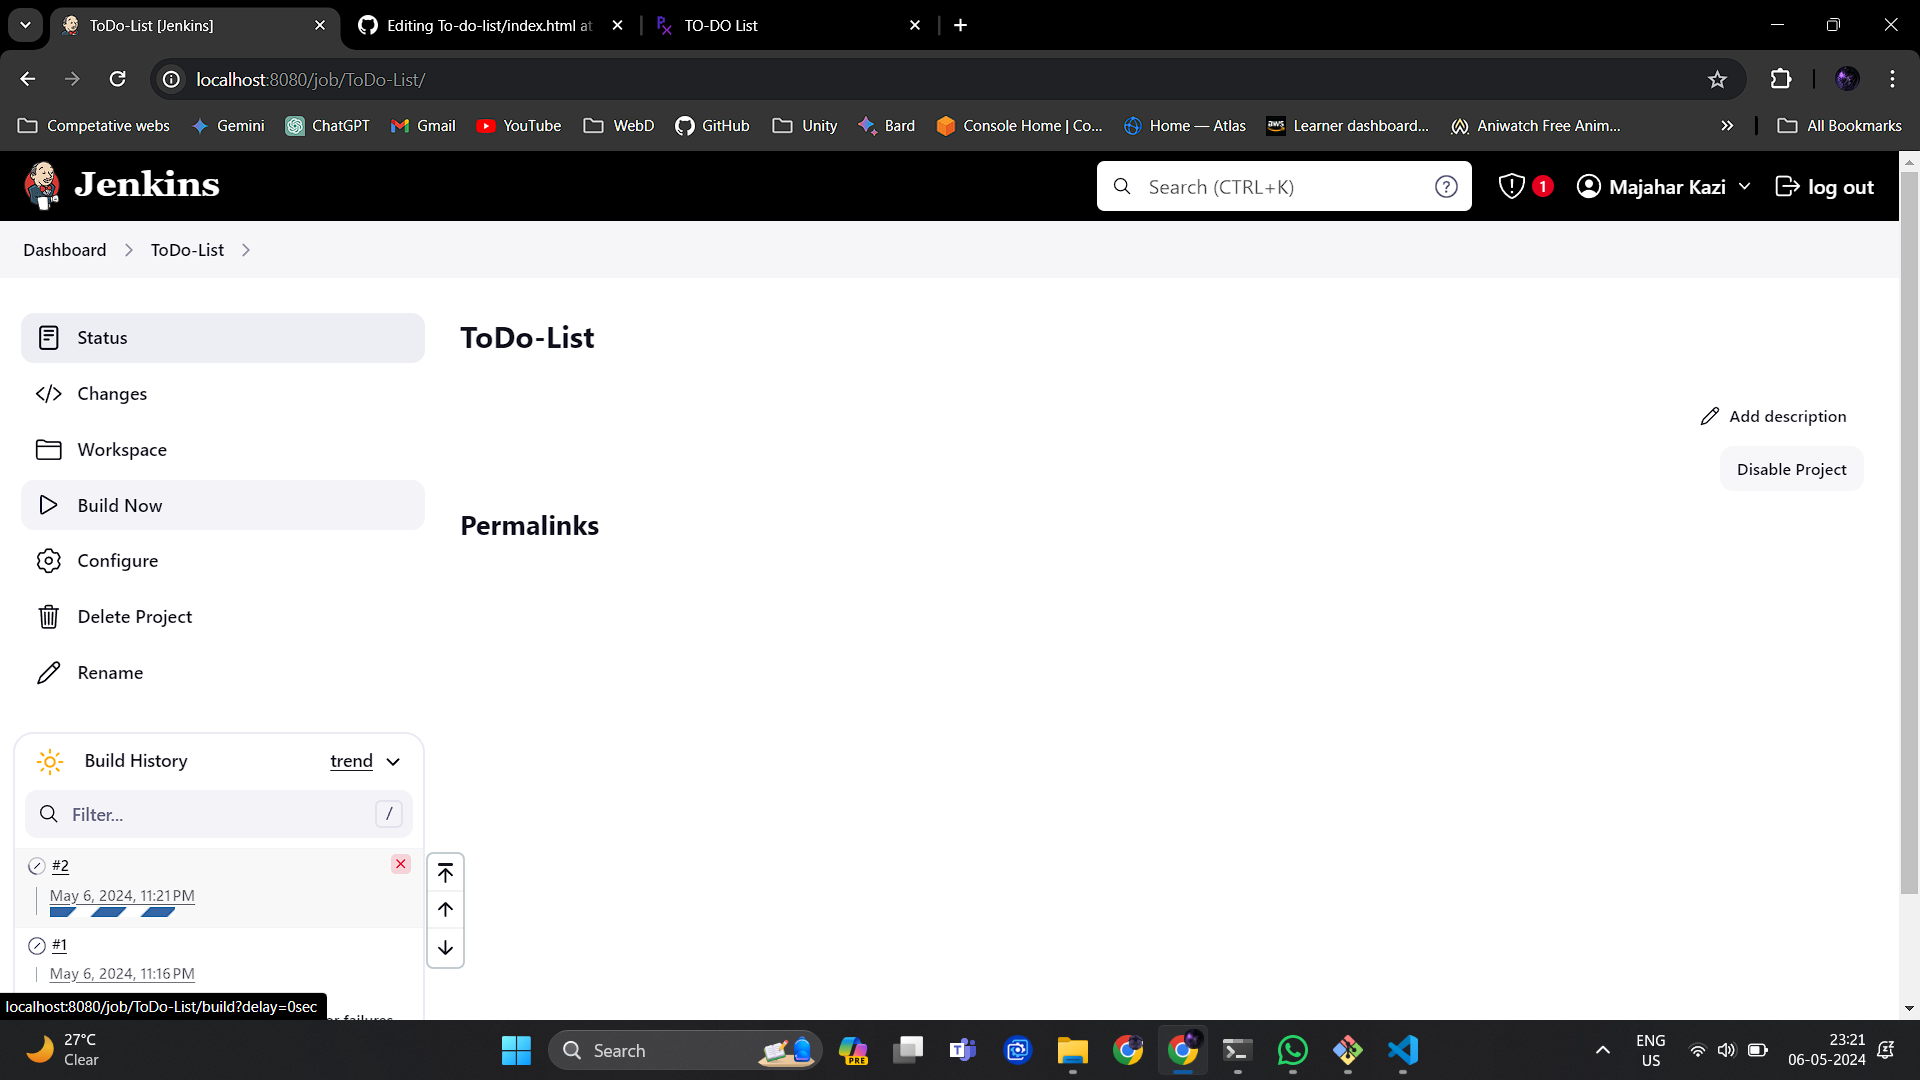 ToDo-List [Jenkins]
Editing To-do-list/index.html at
TO-DO List
localhost:8080/job/ToDo-List/
Competative webs
Gemini
ChatGPT
Gmail
YouTube
WebD
GitHub
Unity
Bard
Console Home | Co...
Home — Atlas
Learner dashboard...
Aniwatch Free Anim...
All Bookmarks
Jenkins
Search (CTRL+K)
1
Majahar Kazi
log out
Dashboard
ToDo-List
Status
Changes
Workspace
Build Now
Configure
Delete Project
Rename
ToDo-List
Add description
Disable Project
Permalinks
Build History
trend
Filter...
/
#2
May 6, 2024, 11:21 PM
#1
May 6, 2024, 11:16 PM
localhost:8080/job/ToDo-List/build?delay=0sec
27°C
Clear
Search
PRE
ENG
US
23:21
06-05-2024